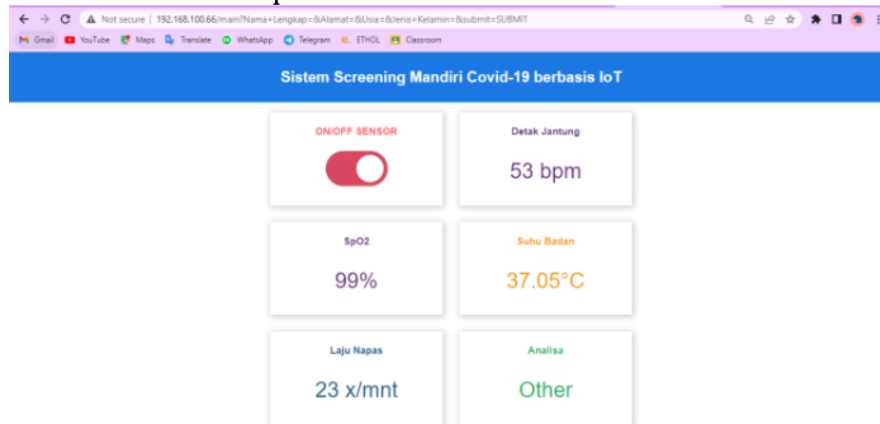 Not secure | 192.168.100.66/main?Nama+Lengkap=&Alamat=&Usia=&Jenis+Kelamin=&submit=SUBMIT
Gmail YouTube Maps Translate WhatsApp Telegram ETHOL Classroom
Sistem Screening Mandiri Covid-19 berbasis IoT
ON/OFF SENSOR
Detak Jantung
53 bpm
SpO2
99%
Suhu Badan
37.05°C
Laju Napas
23 x/mnt
Analisa
Other